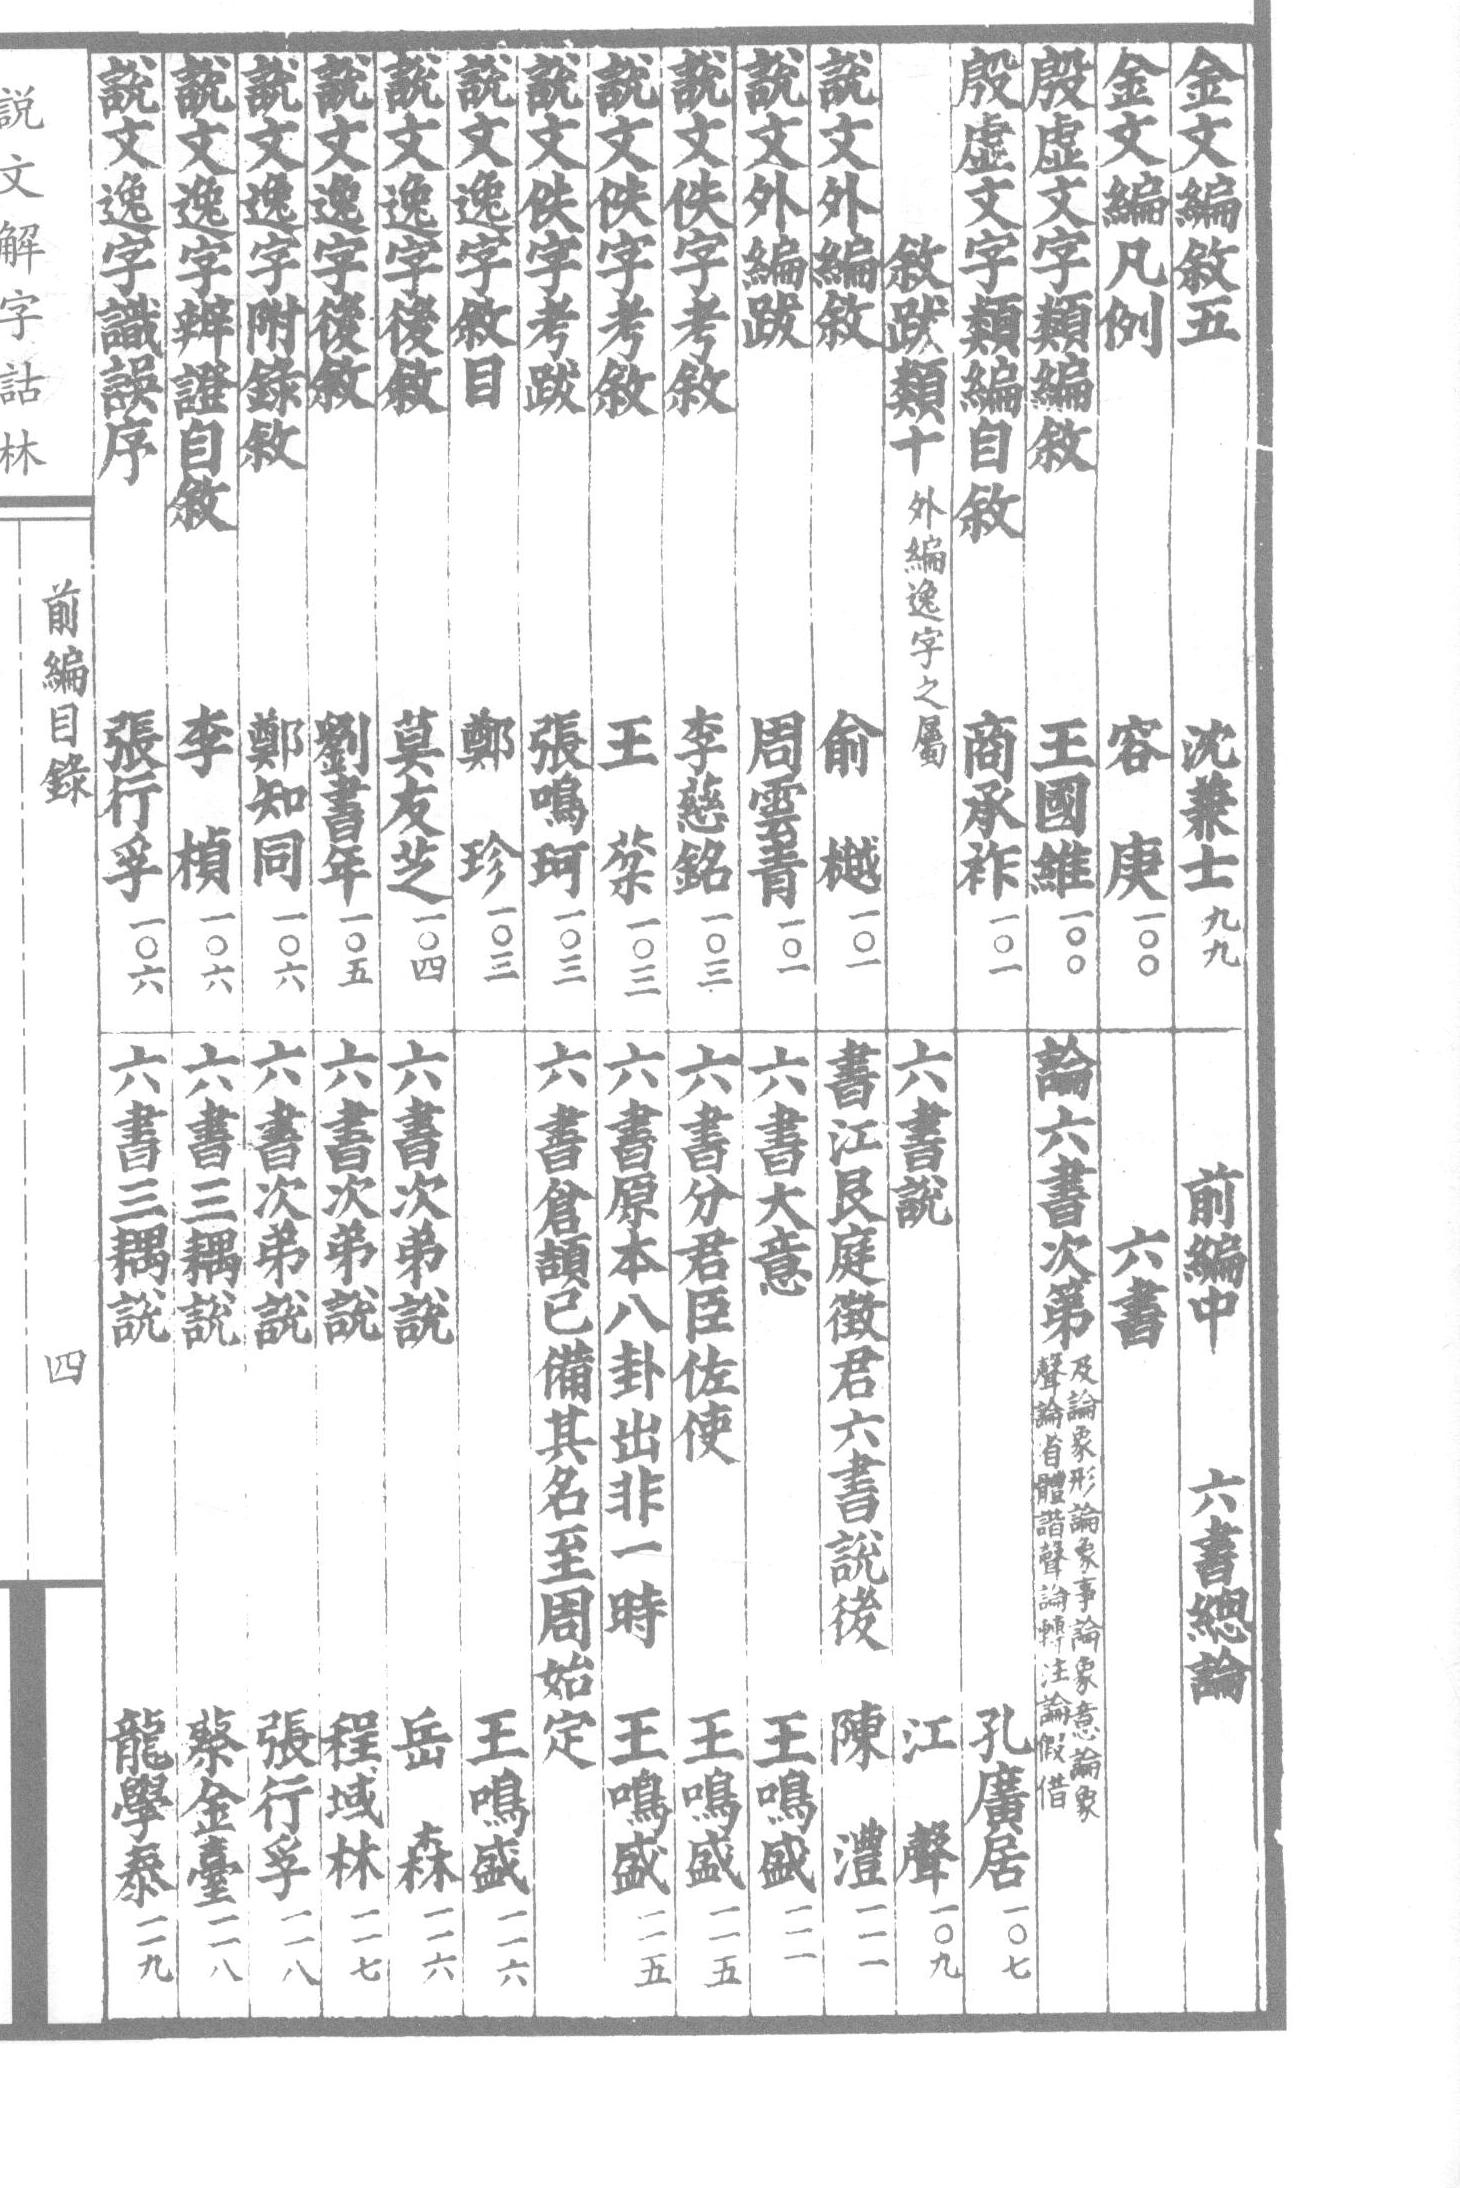 金文編敘五　沈兼士　九九
金文編凡例　容　庚　一〇〇
殷虛文字類編敘　王國維　一〇〇
殷虛文字類編自敘　商承祚　一〇一
敘跋類十　外編逸字之屬
說文外編敘　俞　樾　一〇一
說文外編跋　周雲青　一〇一
說文佚字考敘　李慈銘　一〇三
說文佚字考敘　王　棻　一〇三
說文佚字考跋　張鳴珂　一〇三
說文逸字敘目　鄭　珍　一〇三
說文逸字後敘　莫友芝　一〇四
說文逸字後敘　劉書年　一〇五
說文逸字附錄敘　鄭知同　一〇六
說文逸字辨證自敘　李　楨　一〇六
說文逸字識誤序　張行孚　一〇六
前編中　六書總論
六書
論六書次第　及論象形論象事論象意論象
聲論省體諧聲論轉注論假借
孔廣居　一〇七
六書說　江　聲　一〇九
書江艮庭徵君六書說後　陳　澧　一一一
六書大意　王鳴盛　一一一
六書分君臣佐使　王鳴盛　一一五
六書原本八卦出非一時　王鳴盛　一一五
六書倉頡已備其名至周始定
王鳴盛　一一六
六書次弟說　岳　森　一一六
六書次弟說　程域林　一一七
六書次弟說　張行孚　一一八
六書三耦說　蔡金臺　一一八
六書三耦說　龍學泰　一一九
說文解字詁林
前編目錄
四